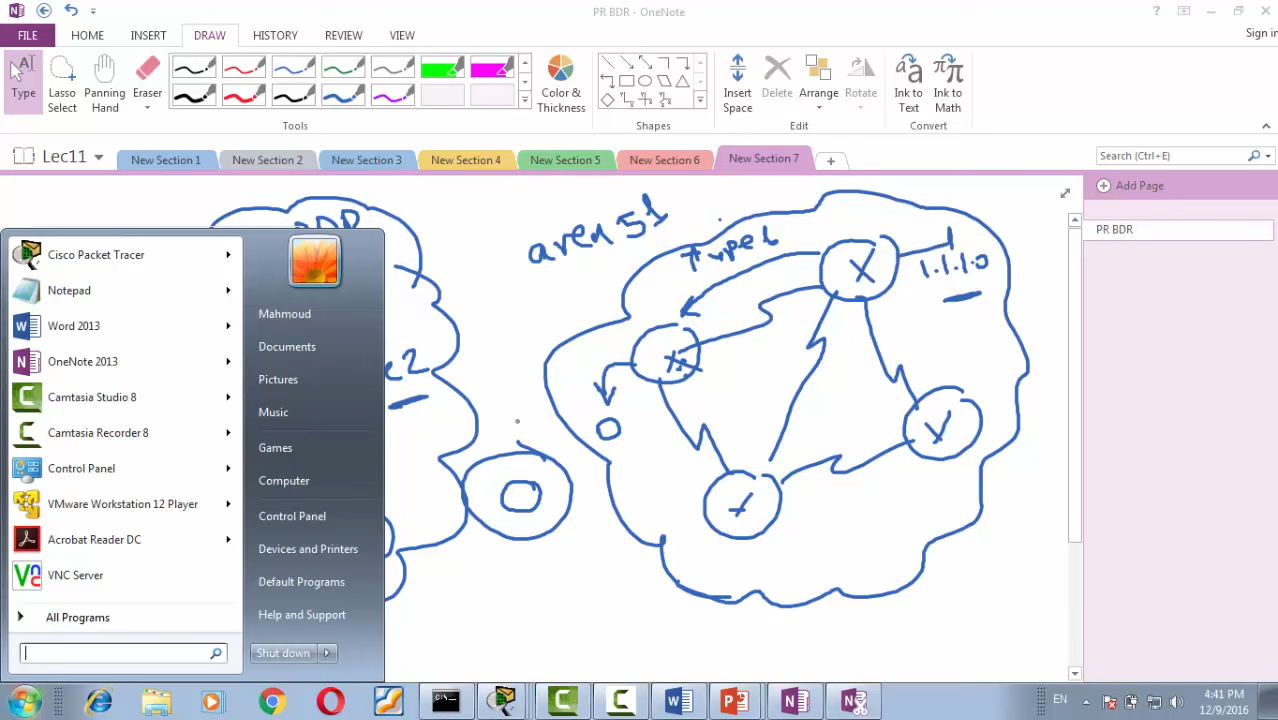 PR BDR - OneNote
Sign in
FILE
HOME
INSERT
DRAW
HISTORY
REVIEW
VIEW
Type
Lasso Select
Panning Hand
Eraser
Color & Thickness
Insert Space
Delete
Arrange
Rotate
Ink to Text
Ink to Math
Tools
Shapes
Edit
Convert
Lec11
New Section 1
New Section 2
New Section 3
New Section 4
New Section 5
New Section 6
New Section 7
Search (Ctrl+E)
Add Page
PR BDR
area 51
Type 1
1.1.1.0
Cisco Packet Tracer
Notepad
Word 2013
OneNote 2013
Camtasia Studio 8
Camtasia Recorder 8
Control Panel
VMware Workstation 12 Player
Acrobat Reader DC
VNC Server
All Programs
Mahmoud
Documents
Pictures
Music
Games
Computer
Control Panel
Devices and Printers
Default Programs
Help and Support
Shut down
EN
4:41 PM
12/9/2016